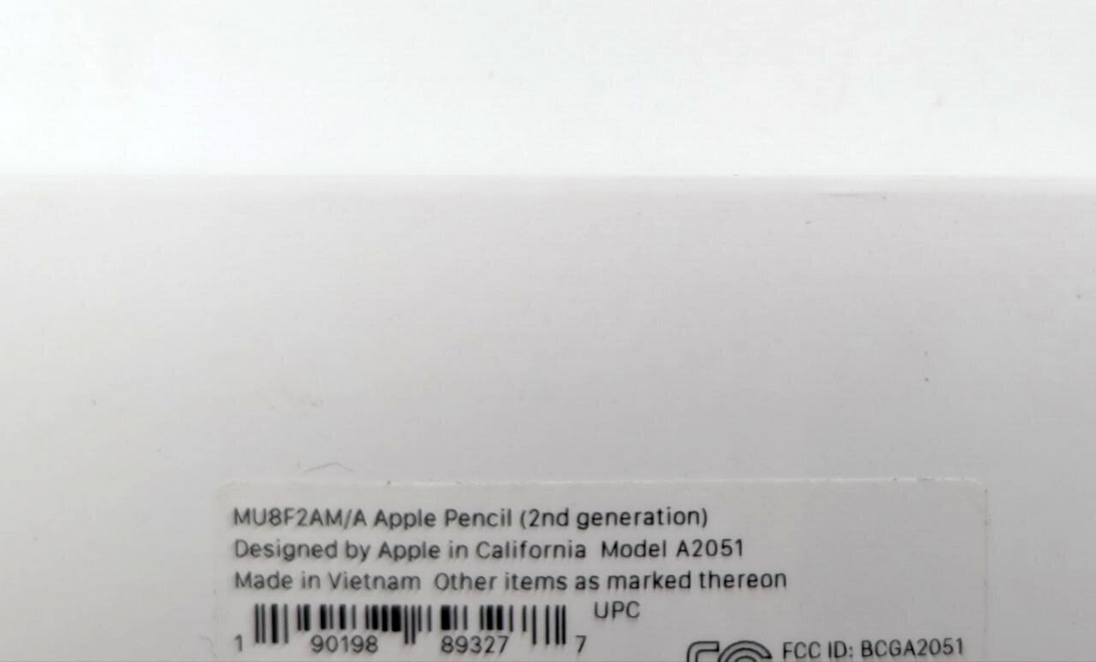 MU8F2AM/A Apple Pencil (2nd generation)
Designed by Apple in California Model A2051
Made in Vietnam Other items as marked thereon
UPC
1 90198 89327 7
FCC ID: BCGA2051